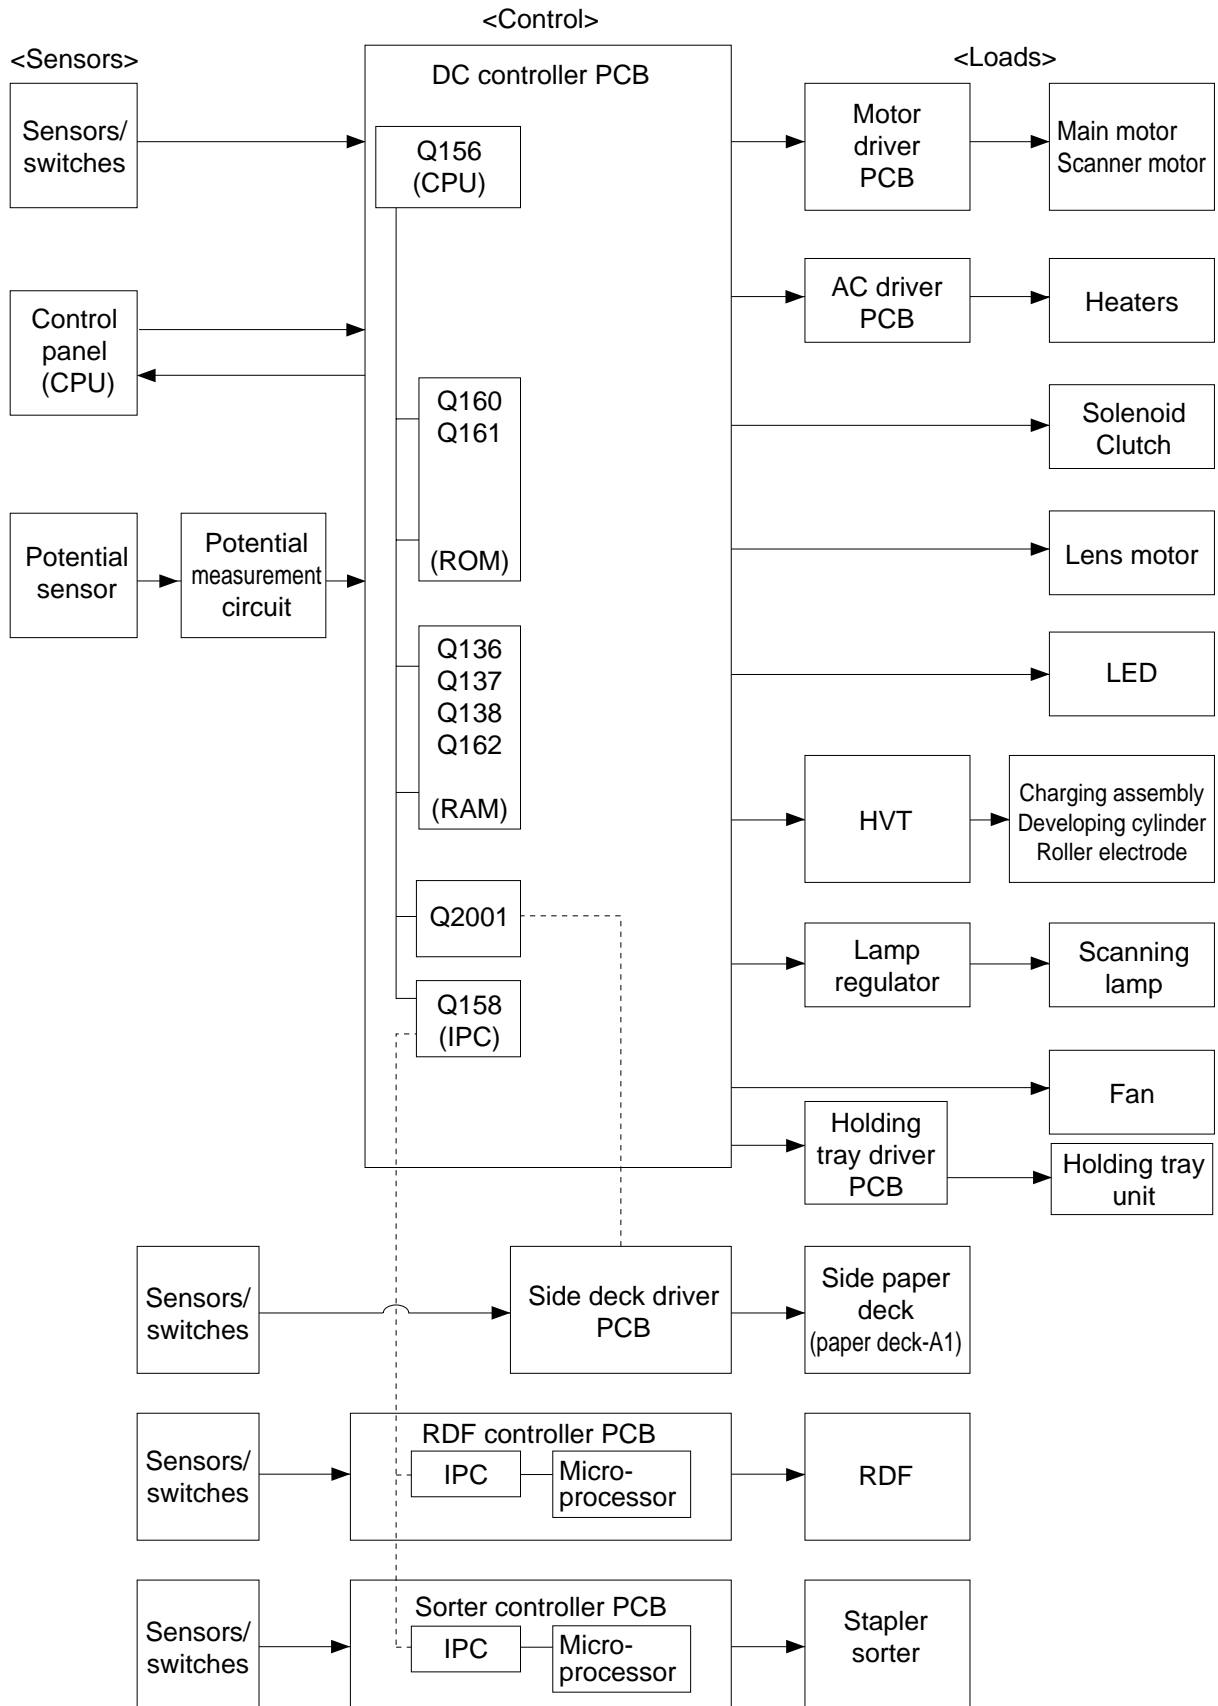 <Control>
<Sensors>
<Loads>
DC controller PCB
Sensors/
switches
Q156
(CPU)
Motor
driver
PCB
Main motor
Scanner motor
Control
panel
(CPU)
AC driver
PCB
Heaters
Q160
Q161
(ROM)
Solenoid
Clutch
Potential
sensor
Potential
measurement
circuit
Lens motor
Q136
Q137
Q138
Q162
(RAM)
LED
HVT
Charging assembly
Developing cylinder
Roller electrode
Q2001
Lamp
regulator
Scanning
lamp
Q158
(IPC)
Fan
Holding
tray driver
PCB
Holding tray
unit
Sensors/
switches
Side deck driver
PCB
Side paper
deck
(paper deck-A1)
Sensors/
switches
RDF controller PCB
IPC
Micro-
processor
RDF
Sensors/
switches
Sorter controller PCB
IPC
Micro-
processor
Stapler
sorter